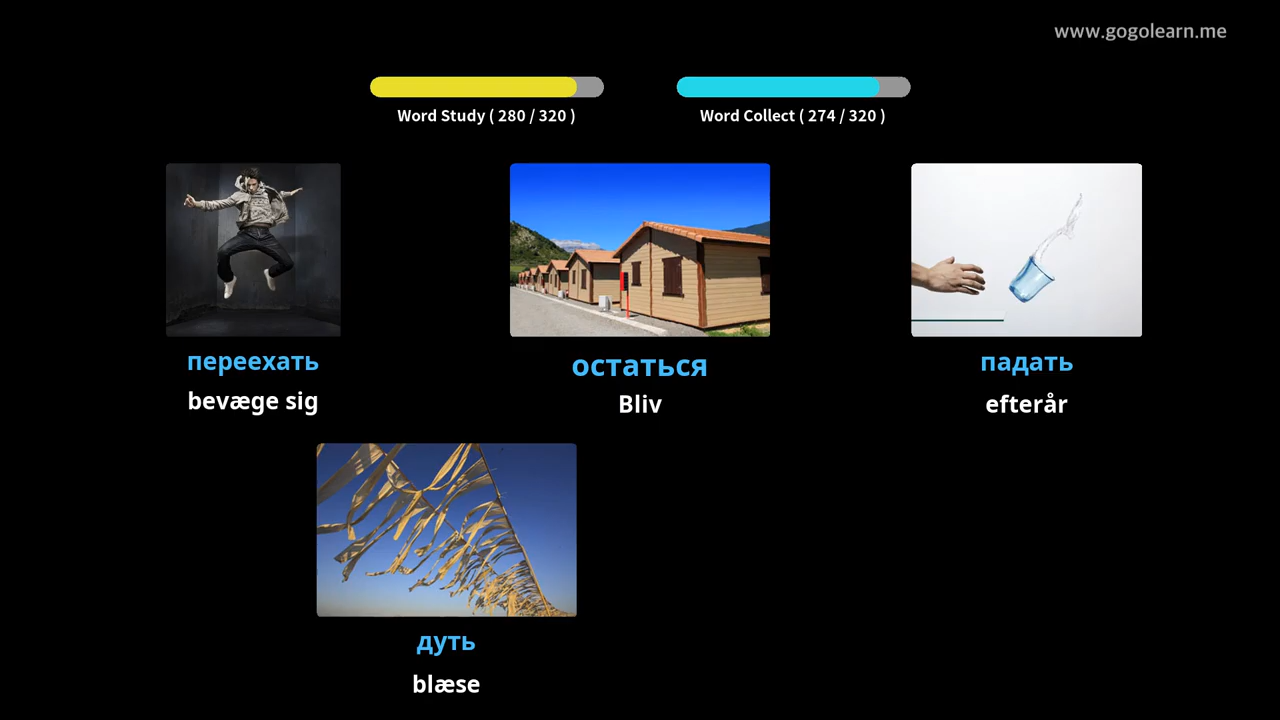 www.gogolearn.me
Word Study ( 280 / 320 )
Word Collect ( 274 / 320 )
переехать
bevæge sig
остаться
Bliv
падать
efterår
дуть
blæse